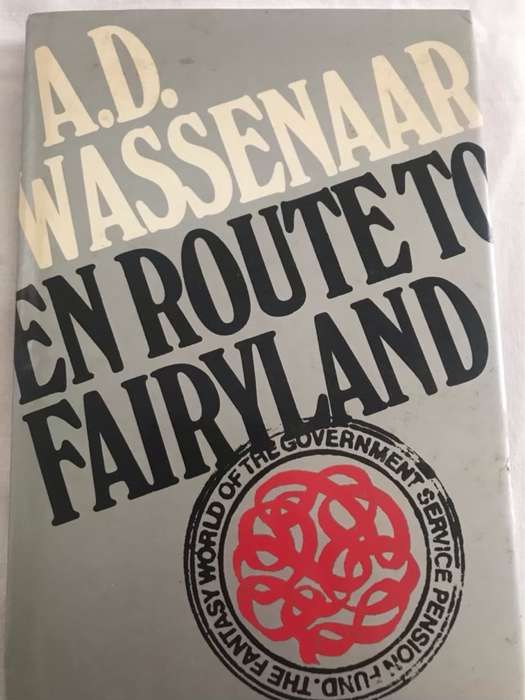 A.D.
WASSENAAR
EN ROUTE TO
FAIRYLAND
THE FANTASY WORLD OF THE GOVERNMENT SERVICE PENSION FUND.